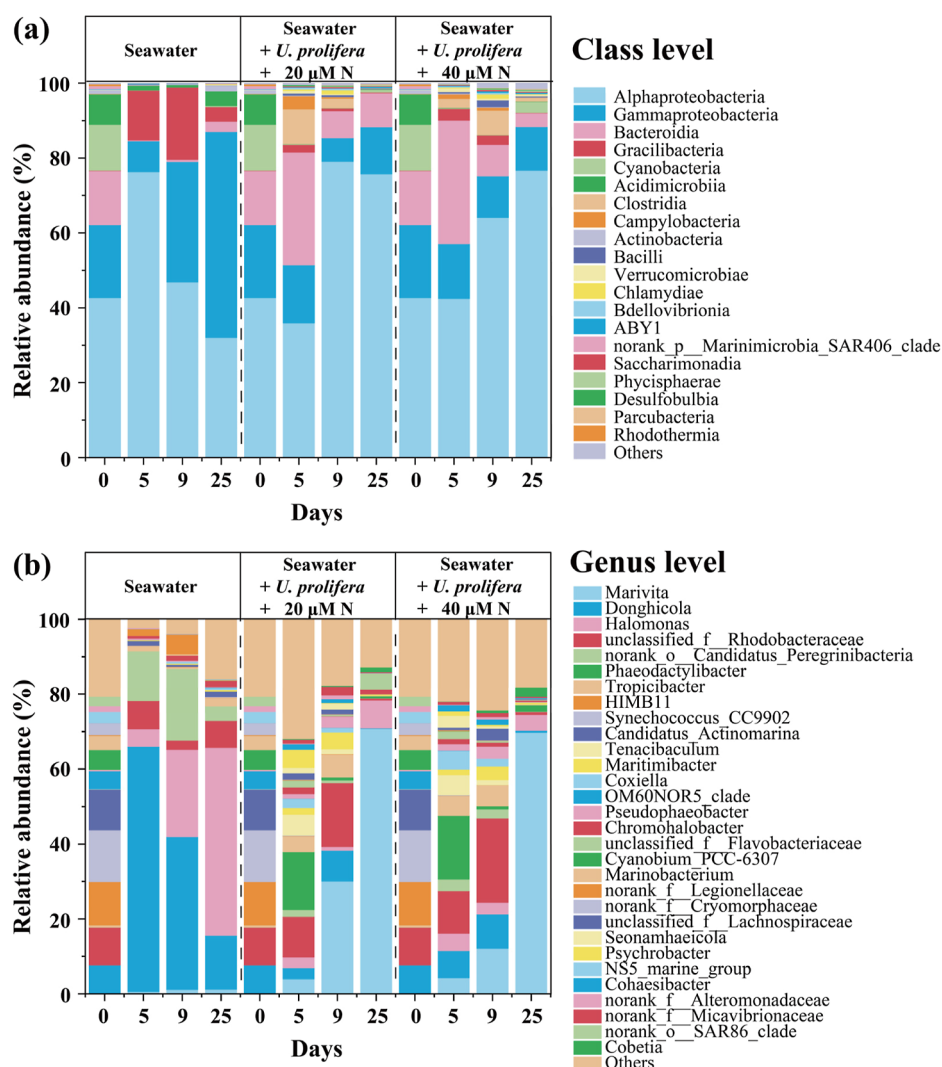 (a)
Seawater
Seawater
+ U. prolifera
+ 20 μM N
Seawater
+ U. prolifera
+ 40 μM N
Relative abundance (%)
100
80
60
40
20
0
0 5 9 25 0 5 9 25 0 5 9 25
Days
Class level
Alphaproteobacteria
Gammaproteobacteria
Bacteroidia
Gracilibacteria
Cyanobacteria
Acidimicrobiia
Clostridia
Campylobacteria
Actinobacteria
Bacilli
Verrucomicrobiae
Chlamydiae
Bdellovibrionia
ABY1
norank_p__Marinimicrobia_SAR406_clade
Saccharimonadia
Phycisphaerae
Desulfobulbia
Parcubacteria
Rhodothermia
Others
(b)
Seawater
Seawater
+ U. prolifera
+ 20 μM N
Seawater
+ U. prolifera
+ 40 μM N
Relative abundance (%)
100
80
60
40
20
0
0 5 9 25 0 5 9 25 0 5 9 25
Days
Genus level
Marivita
Donghicola
Halomonas
unclassified_f__Rhodobacteraceae
norank_o__Candidatus_Peregrinibacteria
Phaeodactylibacter
Tropicibacter
HIMB11
Synechococcus_CC9902
Candidatus_Actinomarina
Tenacibaculum
Maritimibacter
Coxiella
OM60NOR5_clade
Pseudophaeobacter
Chromohalobacter
unclassified_f__Flavobacteriaceae
Cyanobium_PCC-6307
Marinobacterium
norank_f__Legionellaceae
norank_f__Cryomorphaceae
unclassified_f__Lachnospiraceae
Seonamhaeicola
Psychrobacter
NS5_marine_group
Cohaesibacter
norank_f__Alteromonadaceae
norank_f__Micavibrionaceae
norank_o__SAR86_clade
Cobetia
Others